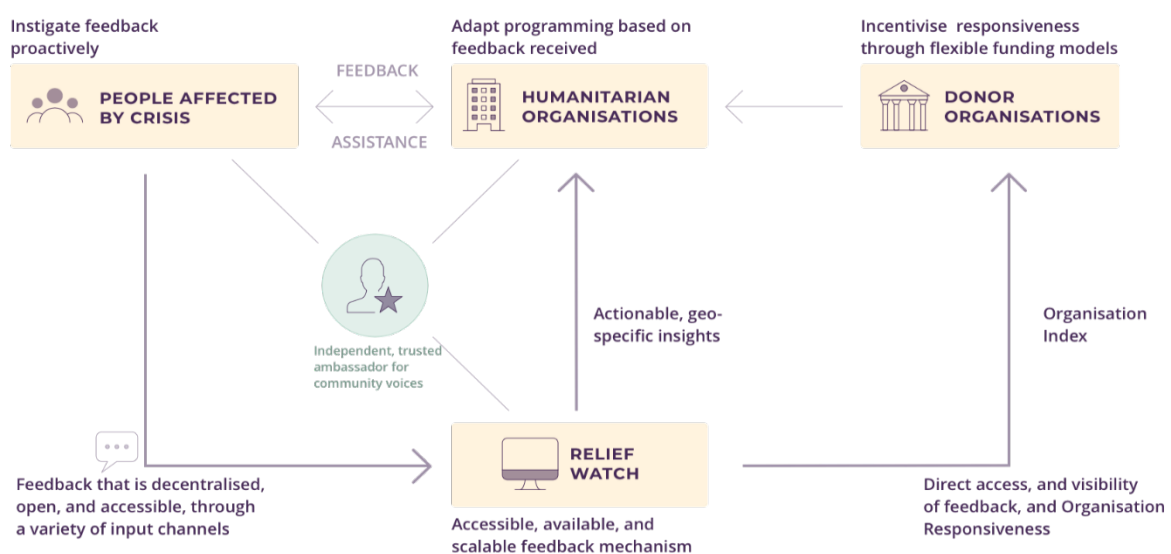 Instigate feedback
proactively
Adapt programming based on
feedback received
Incentivise responsiveness
through flexible funding models
PEOPLE AFFECTED
BY CRISIS
FEEDBACK
ASSISTANCE
HUMANITARIAN
ORGANISATIONS
DONOR
ORGANISATIONS
Independent, trusted
ambassador for
community voices
Actionable, geo-
specific insights
Organisation
Index
Feedback that is decentralised,
open, and accessible, through
a variety of input channels
RELIEF
WATCH
Accessible, available, and
scalable feedback mechanism
Direct access, and visibility
of feedback, and Organisation
Responsiveness